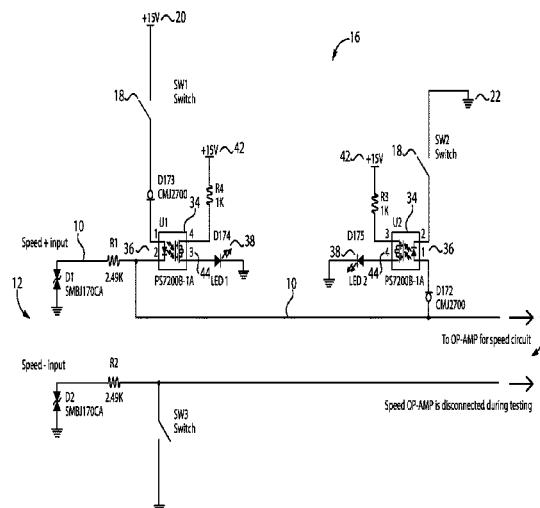 +15V 20
16
SW1
Switch
18
+15V 42
22
18
SW2
Switch
42 +15V
D173
CMJ2700
R4
1K
34
R3
1K
34
U1
U2
Speed + input
10
R1
36
1 4
2 3
D174
38
44
3 2
4 1
D175
38
44
36
12
D1
SMBJ170CA
2.49K
PS7200B-1A
LED 1
LED 2
PS7200B-1A
D172
CMJ2700
10
To OP-AMP for speed circuit
Speed - input
R2
D2
SMBJ170CA
2.49K
SW3
Switch
Speed OP-AMP is disconnected during testing